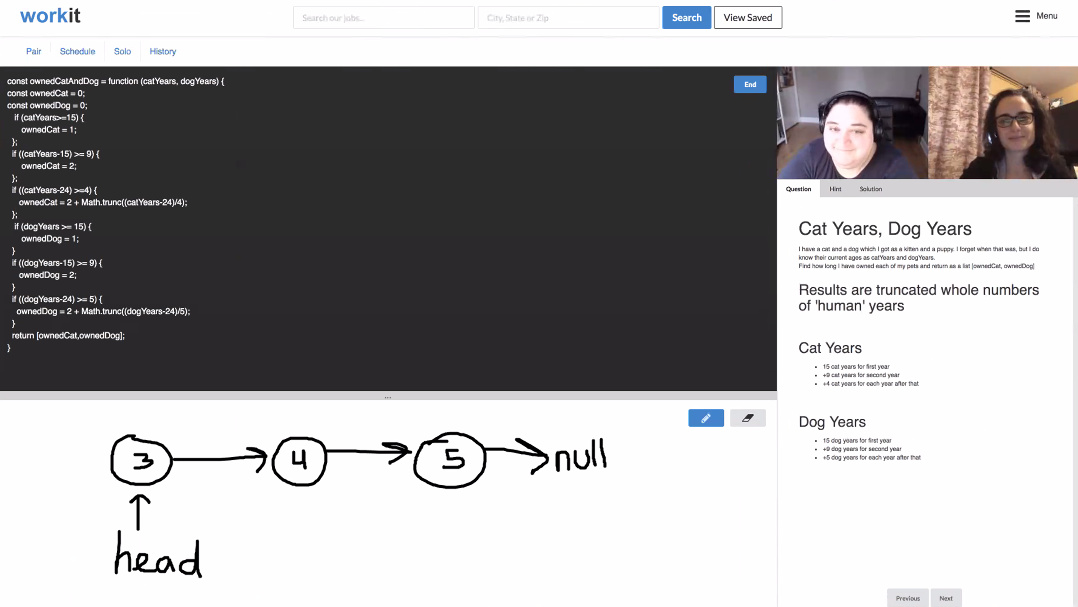 workit
Search our jobs...
City, State or Zip
Search
View Saved
Menu
Pair
Schedule
Solo
History
const ownedCatAndDog = function (catYears, dogYears) {
const ownedCat = 0;
const ownedDog = 0;
if (catYears>=15) {
ownedCat = 1;
};
if ((catYears-15) >= 9) {
ownedCat = 2;
};
if ((catYears-24) >=4) {
ownedCat = 2 + Math.trunc((catYears-24)/4);
};
if (dogYears >= 15) {
ownedDog = 1;
}
if ((dogYears-15) >= 9) {
ownedDog = 2;
}
if ((dogYears-24) >= 5) {
ownedDog = 2 + Math.trunc((dogYears-24)/5);
}
return [ownedCat,ownedDog];
}
End
...
3
4
5
null
head
Question
Hint
Solution
Cat Years, Dog Years
I have a cat and a dog which I got as a kitten and a puppy. I forget when that was, but I do
know their current ages as catYears and dogYears.
Find how long I have owned each of my pets and return as a list [ownedCat, ownedDog]
Results are truncated whole numbers
of 'human' years
Cat Years
15 cat years for first year
+9 cat years for second year
+4 cat years for each year after that
Dog Years
15 dog years for first year
+9 dog years for second year
+5 dog years for each year after that
Previous
Next